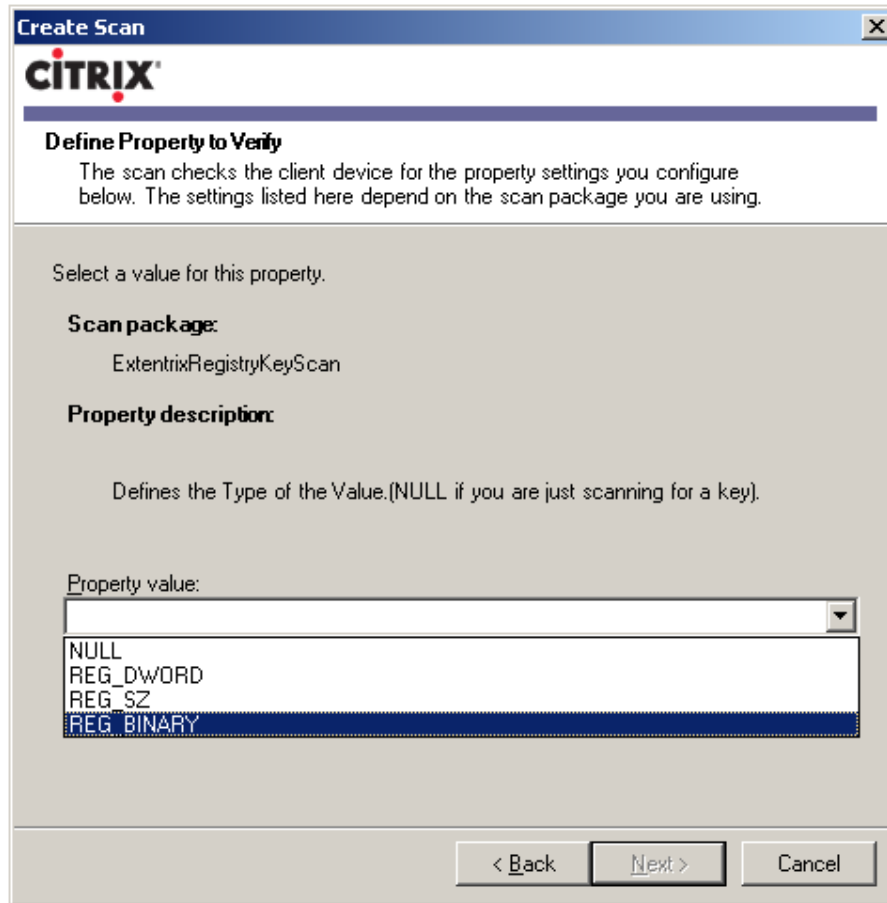 Create Scan
CİTRIX®
Define Property to Verify
The scan checks the client device for the property settings you configure
below. The settings listed here depend on the scan package you are using.
Select a value for this property.
Scan package:
ExtentrixRegistryKeyScan
Property description:
Defines the Type of the Value.(NULL if you are just scanning for a key).
Property value:
NULL
REG_DWORD
REG_SZ
REG_BINARY
< Back
Next >
Cancel